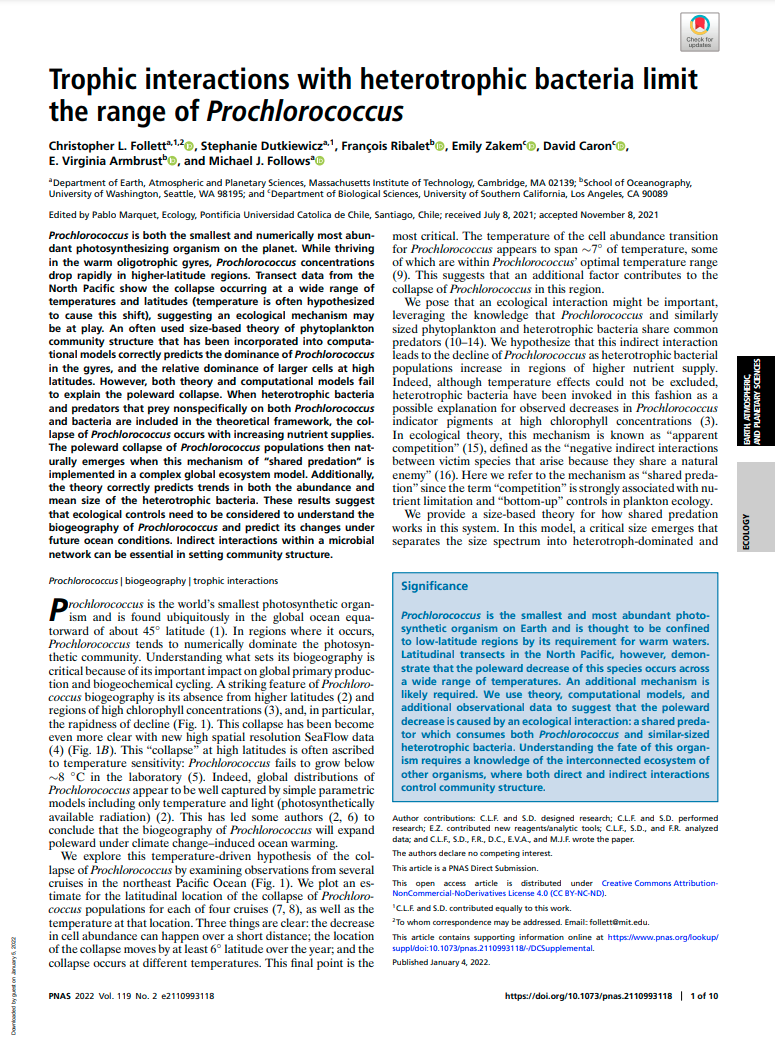 Check for
updates
Trophic interactions with heterotrophic bacteria limit
the range of Prochlorococcus
Christopher L. Follettᵃ,¹,², Stephanie Dutkiewiczᵃ,¹, François Ribaletᵇ, Emily Zakemᶜ, David Caronᶜ,
E. Virginia Armbrustᵇ, and Michael J. Followsᵃ
ᵃDepartment of Earth, Atmospheric and Planetary Sciences, Massachusetts Institute of Technology, Cambridge, MA 02139; ᵇSchool of Oceanography,
University of Washington, Seattle, WA 98195; and ᶜDepartment of Biological Sciences, University of Southern California, Los Angeles, CA 90089
Edited by Pablo Marquet, Ecology, Pontificia Universidad Catolica de Chile, Santiago, Chile; received July 8, 2021; accepted November 8, 2021
Prochlorococcus is both the smallest and numerically most abun-
dant photosynthesizing organism on the planet. While thriving
in the warm oligotrophic gyres, Prochlorococcus concentrations
drop rapidly in higher-latitude regions. Transect data from the
North Pacific show the collapse occurring at a wide range of
temperatures and latitudes (temperature is often hypothesized
to cause this shift), suggesting an ecological mechanism may
be at play. An often used size-based theory of phytoplankton
community structure that has been incorporated into computa-
tional models correctly predicts the dominance of Prochlorococcus
in the gyres, and the relative dominance of larger cells at high
latitudes. However, both theory and computational models fail
to explain the poleward collapse. When heterotrophic bacteria
and predators that prey nonspecifically on both Prochlorococcus
and bacteria are included in the theoretical framework, the col-
lapse of Prochlorococcus occurs with increasing nutrient supplies.
The poleward collapse of Prochlorococcus populations then nat-
urally emerges when this mechanism of "shared predation" is
implemented in a complex global ecosystem model. Additionally,
the theory correctly predicts trends in both the abundance and
mean size of the heterotrophic bacteria. These results suggest
that ecological controls need to be considered to understand the
biogeography of Prochlorococcus and predict its changes under
future ocean conditions. Indirect interactions within a microbial
network can be essential in setting community structure.
Prochlorococcus | biogeography | trophic interactions
Prochlorococcus is the world's smallest photosynthetic organ-
ism and is found ubiquitously in the global ocean equa-
torward of about 45° latitude (1). In regions where it occurs,
Prochlorococcus tends to numerically dominate the photosyn-
thetic community. Understanding what sets its biogeography is
critical because of its important impact on global primary produc-
tion and biogeochemical cycling. A striking feature of Prochloro-
coccus biogeography is its absence from higher latitudes (2) and
regions of high chlorophyll concentrations (3), and, in particular,
the rapidness of decline (Fig. 1). This collapse has been become
even more clear with new high spatial resolution SeaFlow data
(4) (Fig. 1B). This "collapse" at high latitudes is often ascribed
to temperature sensitivity: Prochlorococcus fails to grow below
∼8 °C in the laboratory (5). Indeed, global distributions of
Prochlorococcus appear to be well captured by simple parametric
models including only temperature and light (photosynthetically
available radiation) (2). This has led some authors (2, 6) to
conclude that the biogeography of Prochlorococcus will expand
poleward under climate change–induced ocean warming.
We explore this temperature-driven hypothesis of the col-
lapse of Prochlorococcus by examining observations from several
cruises in the northeast Pacific Ocean (Fig. 1). We plot an es-
timate for the latitudinal location of the collapse of Prochloro-
coccus populations for each of four cruises (7, 8), as well as the
temperature at that location. Three things are clear: the decrease
in cell abundance can happen over a short distance; the location
of the collapse moves by at least 6° latitude over the year; and the
collapse occurs at different temperatures. This final point is the
most critical. The temperature of the cell abundance transition
for Prochlorococcus appears to span ∼7° of temperature, some
of which are within Prochlorococcus' optimal temperature range
(9). This suggests that an additional factor contributes to the
collapse of Prochlorococcus in this region.
We pose that an ecological interaction might be important,
leveraging the knowledge that Prochlorococcus and similarly
sized phytoplankton and heterotrophic bacteria share common
predators (10–14). We hypothesize that this indirect interaction
leads to the decline of Prochlorococcus as heterotrophic bacterial
populations increase in regions of higher nutrient supply.
Indeed, although temperature effects could not be excluded,
heterotrophic bacteria have been invoked in this fashion as a
possible explanation for observed decreases in Prochlorococcus
indicator pigments at high chlorophyll concentrations (3).
In ecological theory, this mechanism is known as "apparent
competition" (15), defined as the "negative indirect interactions
between victim species that arise because they share a natural
enemy" (16). Here we refer to the mechanism as "shared preda-
tion" since the term "competition" is strongly associated with nu-
trient limitation and "bottom-up" controls in plankton ecology.
We provide a size-based theory for how shared predation
works in this system. In this model, a critical size emerges that
separates the size spectrum into heterotroph-dominated and
Significance
Prochlorococcus is the smallest and most abundant photo-
synthetic organism on Earth and is thought to be confined
to low-latitude regions by its requirement for warm waters.
Latitudinal transects in the North Pacific, however, demon-
strate that the poleward decrease of this species occurs across
a wide range of temperatures. An additional mechanism is
likely required. We use theory, computational models, and
additional observational data to suggest that the poleward
decrease is caused by an ecological interaction: a shared preda-
tor which consumes both Prochlorococcus and similar-sized
heterotrophic bacteria. Understanding the fate of this organ-
ism requires a knowledge of the interconnected ecosystem of
other organisms, where both direct and indirect interactions
control community structure.
Author contributions: C.L.F. and S.D. designed research; C.L.F. and S.D. performed
research; E.Z. contributed new reagents/analytic tools; C.L.F., S.D., and F.R. analyzed
data; and C.L.F., S.D., F.R., D.C., E.V.A., and M.J.F. wrote the paper.
The authors declare no competing interest.
This article is a PNAS Direct Submission.
This open access article is distributed under Creative Commons Attribution-
NonCommercial-NoDerivatives License 4.0 (CC BY-NC-ND).
¹C.L.F. and S.D. contributed equally to this work.
²To whom correspondence may be addressed. Email: follett@mit.edu.
This article contains supporting information online at https://www.pnas.org/lookup/
suppl/doi:10.1073/pnas.2110993118/-/DCSupplemental.
Published January 4, 2022.
EARTH, ATMOSPHERIC,
AND PLANETARY SCIENCES
ECOLOGY
Downloaded by guest on January 5, 2022
PNAS 2022 Vol. 119 No. 2 e2110993118
https://doi.org/10.1073/pnas.2110993118 | 1 of 10